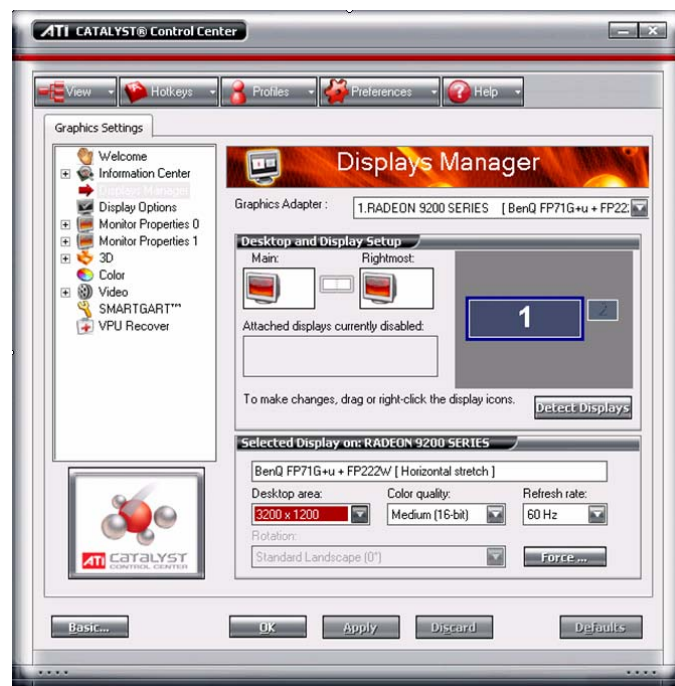 ATI CATALYST® Control Center
View Hotkeys Profiles Preferences Help
Graphics Settings
Welcome
Information Center
Displays Manager
Display Options
Monitor Properties 0
Monitor Properties 1
3D
Color
Video
SMARTGART™
VPU Recover
Displays Manager
Graphics Adapter :
1.RADEON 9200 SERIES [ BenQ FP71G+u + FP22
Desktop and Display Setup
Main: Rightmost:
1 2
Attached displays currently disabled:
To make changes, drag or right-click the display icons.
Detect Displays
Selected Display on: RADEON 9200 SERIES
BenQ FP71G+u + FP222W [ Horizontal stretch ]
Desktop area: Color quality: Refresh rate:
3200 x 1200 Medium (16-bit) 60 Hz
Rotation:
Standard Landscape (0°)
Force ...
ATI CATALYST
CONTROL CENTER
Basic... OK Apply Discard Defaults